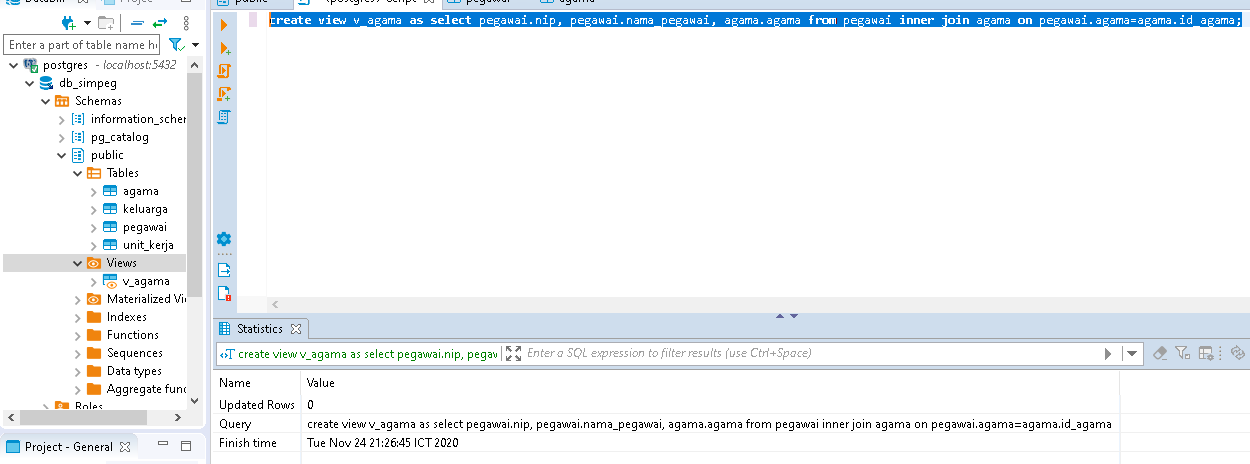 Project
public
<postgres> Script
pegawai
agama
create view v_agama as select pegawai.nip, pegawai.nama_pegawai, agama.agama from pegawai inner join agama on pegawai.agama=agama.id_agama;
Enter a part of table name he
postgres - localhost:5432
db_simpeg
Schemas
information_scher
pg_catalog
public
Tables
agama
keluarga
pegawai
unit_kerja
Views
v_agama
Materialized Vi
Indexes
Functions
Sequences
Data types
Aggregate func
Roles
Project - General
Statistics
create view v_agama as select pegawai.nip, pegaw
Enter a SQL expression to filter results (use Ctrl+Space)
Name Value
Updated Rows 0
Query create view v_agama as select pegawai.nip, pegawai.nama_pegawai, agama.agama from pegawai inner join agama on pegawai.agama=agama.id_agama
Finish time Tue Nov 24 21:26:45 ICT 2020